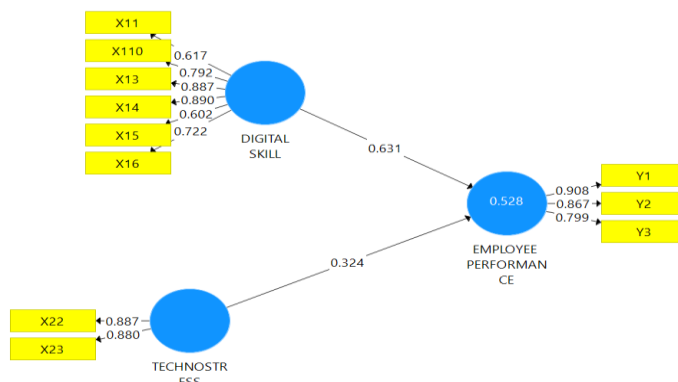 X11
X110
X13
X14
X15
X16
0.617
0.792
0.887
0.890
0.602
0.722
DIGITAL
SKILL
0.631
0.528
EMPLOYEE
PERFORMAN
CE
0.908
0.867
0.799
Y1
Y2
Y3
0.324
X22
X23
0.887
0.880
TECHNOSTR
ESS